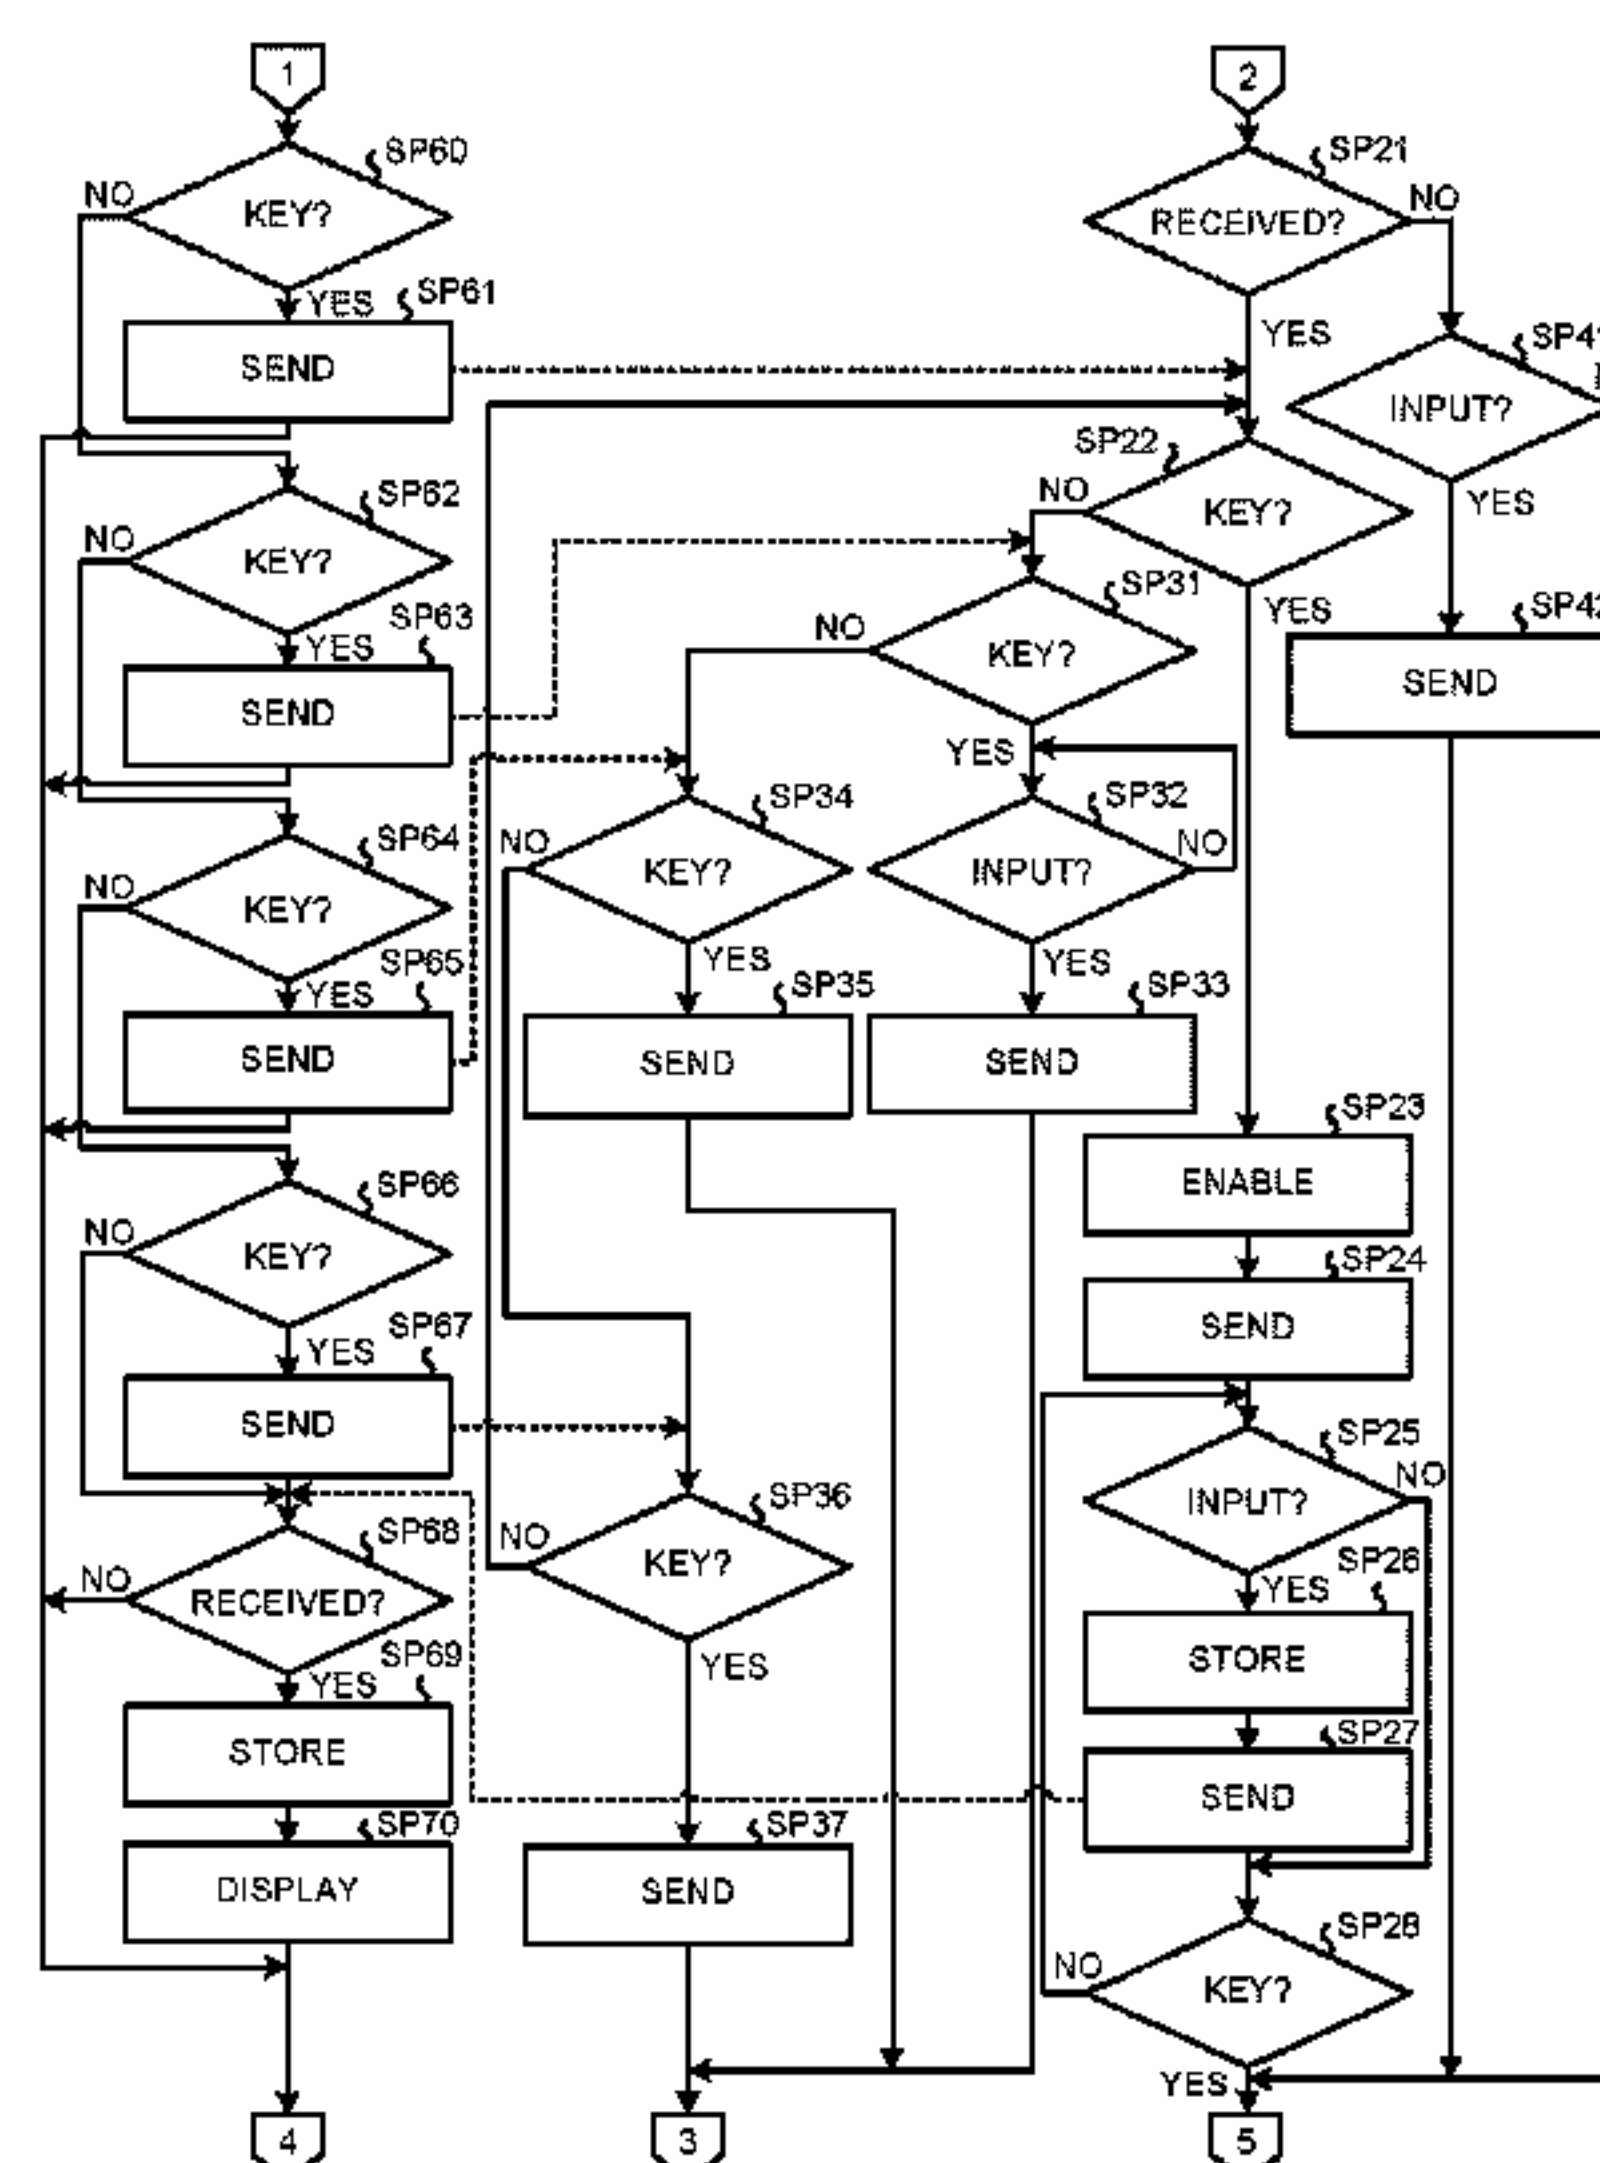 1
2
SP60
SP21
NO
KEY?
RECEIVED?
NO
YES
SP61
SEND
YES
INPUT?
SP22
SP62
NO
KEY?
YES
NO
KEY?
SP31
YES
SP63
YES
NO
KEY?
SEND
SEND
YES
SP34
SP32
SP64
NO
KEY?
INPUT?
NO
NO
KEY?
YES
YES
SP65
YES
SP35
SP33
SEND
SEND
SEND
SP23
ENABLE
SP66
NO
KEY?
SP24
SEND
SP67
YES
SEND
SP25
NO
INPUT?
SP36
SP68
NO
KEY?
SP26
YES
NO
RECEIVED?
SP69
YES
YES
STORE
SP27
STORE
SEND
SP70
SP37
DISPLAY
SEND
SP28
NO
KEY?
YES
4
3
5